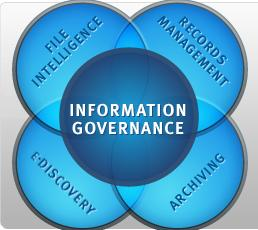 FILE
INTELLIGENCE
RECORDS
MANAGEMENT
INFORMATION
GOVERNANCE
E-DISCOVERY
ARCHIVING